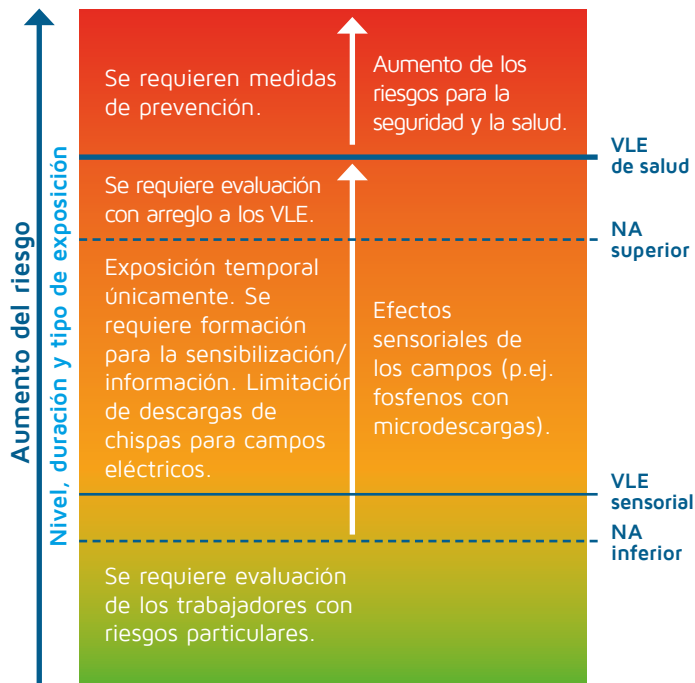 Aumento del riesgo
Nivel, duración y tipo de exposición
Se requieren medidas
de prevención.
Aumento de los
riesgos para la
seguridad y la salud.
VLE
de salud
Se requiere evaluación
con arreglo a los VLE.
NA
superior
Exposición temporal
únicamente. Se
requiere formación
para la sensibilización/
información. Limitación
de descargas de
chispas para campos
eléctricos.
Efectos
sensoriales de
los campos (p.ej.
fosfenos con
microdescargas).
VLE
sensorial
NA
inferior
Se requiere evaluación
de los trabajadores con
riesgos particulares.